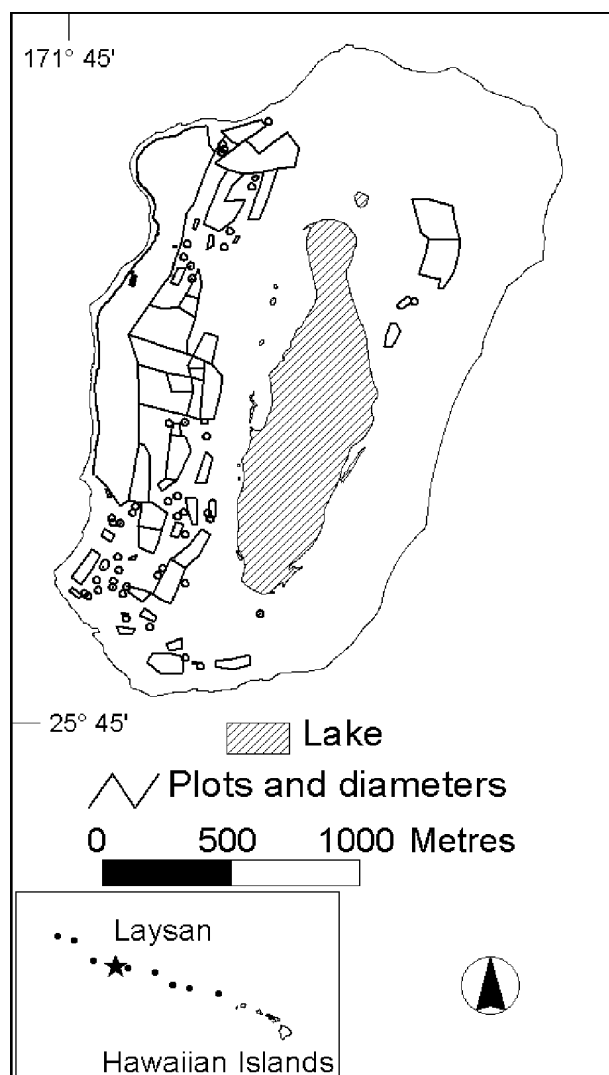 171° 45'
25° 45'
Lake
Plots and diameters
0 500 1000 Metres
Laysan
Hawaiian Islands